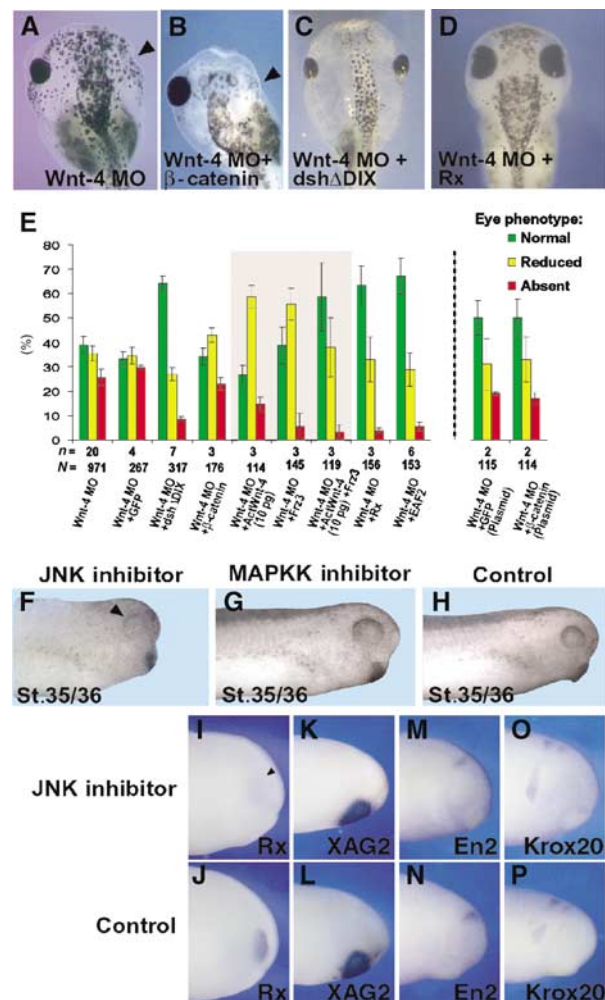 A
B
C
D
Wnt-4 MO
Wnt-4 MO+
β-catenin
Wnt-4 MO +
dshΔDIX
Wnt-4 MO +
Rx
E
Eye phenotype:
Normal
Reduced
Absent
80
70
60
50
40
30
20
10
0
(%)
n = 20 4 7 3 3 3 3 3 6 2 2
N = 971 267 317 176 114 145 119 156 153 115 114
Wnt-4 MO
Wnt-4 MO
+GFP
Wnt-4 MO
+dsh ΔDIX
Wnt-4 MO
+β-catenin
Wnt-4 MO
+ActWnt-4
(10 pg)
Wnt-4 MO
+Frz3
Wnt-4 MO
+ActWnt-4
(10 pg) +Frz3
Wnt-4 MO
+Rx
Wnt-4 MO
+EAF2
Wnt-4 MO
+GFP
(Plasmid)
Wnt-4 MO
+β-catenin
(Plasmid)
JNK inhibitor
MAPKK inhibitor
Control
F
G
H
St.35/36
St.35/36
St.35/36
I
K
M
O
JNK inhibitor
Rx
XAG2
En2
Krox20
J
L
N
P
Control
Rx
XAG2
En2
Krox20